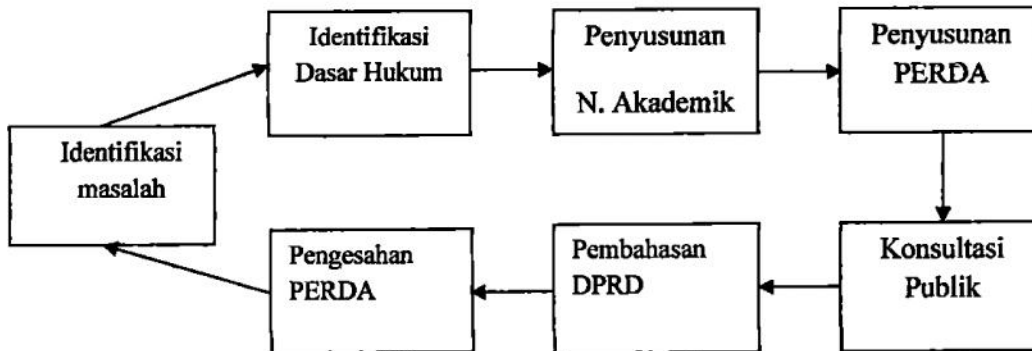 Identifikasi
Dasar Hukum
Penyusunan
N. Akademik
Penyusunan
PERDA
Identifikasi
masalah
Pengesahan
PERDA
Pembahasan
DPRD
Konsultasi
Publik